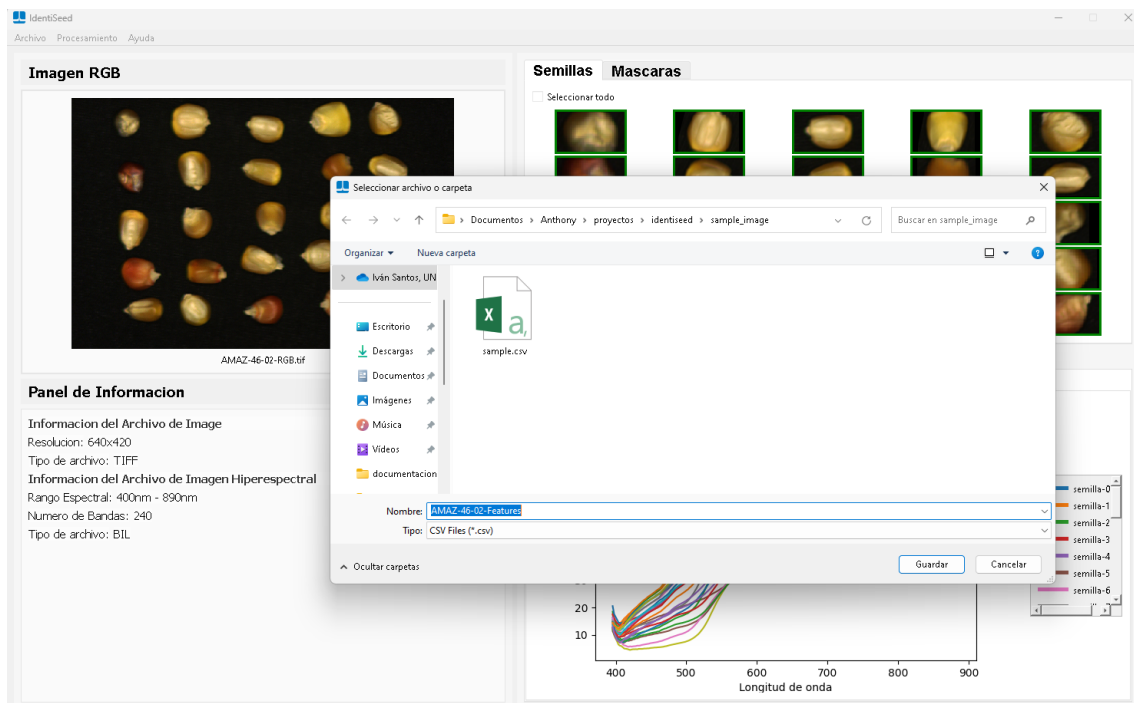 IdentiSeed
Archivo Procesamiento Ayuda
Imagen RGB
AMAZ-46-02-RGB.tif
Panel de Informacion
Informacion del Archivo de Image
Resolucion: 640x420
Tipo de archivo: TIFF
Informacion del Archivo de Imagen Hiperespectral
Rango Espectral: 400nm - 890nm
Numero de Bandas: 240
Tipo de archivo: BIL
Semillas Mascaras
Seleccionar todo
Seleccionar archivo o carpeta
Documentos > Anthony > proyectos > identiseed > sample_image
Buscar en sample_image
Organizar Nueva carpeta
Iván Santos, UN
Escritorio
Descargas
Documentos
Imágenes
Música
Vídeos
documentacion
sample.csv
Nombre: AMAZ-46-02-Features
Tipo: CSV Files (*.csv)
Ocultar carpetas
Guardar Cancelar
semilla-0
semilla-1
semilla-2
semilla-3
semilla-4
semilla-5
semilla-6
20
10
400 500 600 700 800 900
Longitud de onda